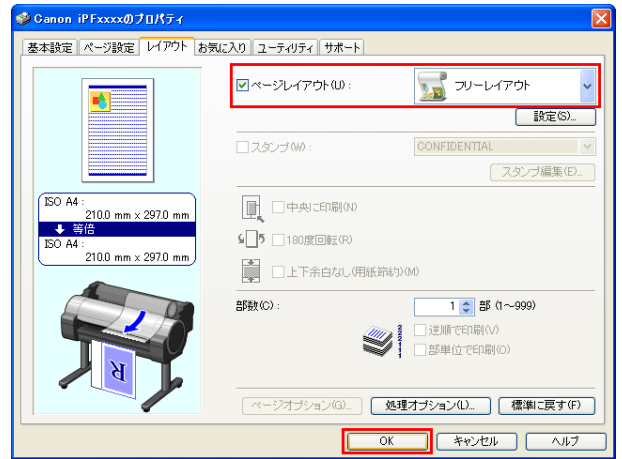 Canon iPFxxxxのプロパティ
基本設定 ページ設定 レイアウト お気に入り ユーティリティ サポート
ページレイアウト(U) : フリーレイアウト
設定(S)...
スタンプ(W) : CONFIDENTIAL
スタンプ編集(E)...
ISO A4 :
210.0 mm x 297.0 mm
等倍
ISO A4 :
210.0 mm x 297.0 mm
中央に印刷(N)
180度回転(R)
上下余白なし(用紙節約)(M)
部数(C) : 1 部 (1～999)
逆順で印刷(V)
部単位で印刷(O)
ページオプション(G)... 処理オプション(L)... 標準に戻す(F)
OK キャンセル ヘルプ